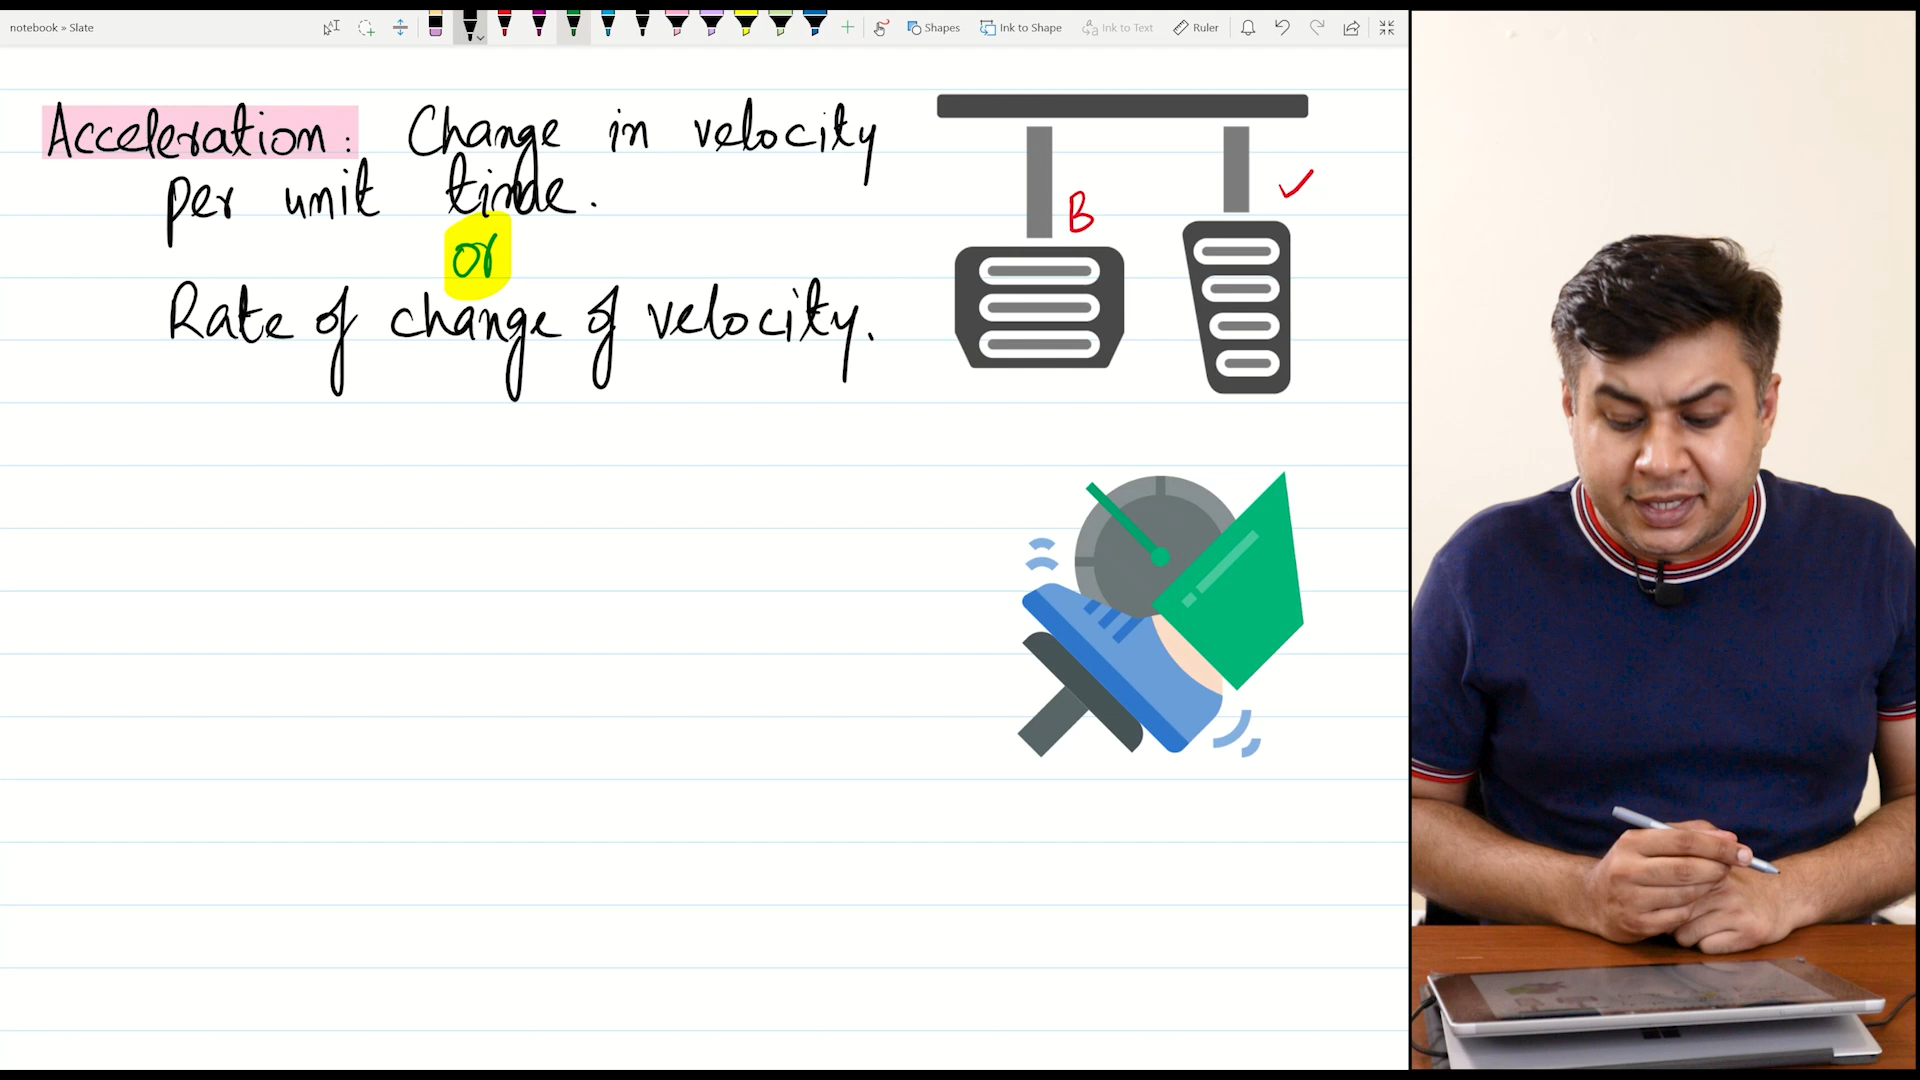 notebook » Slate
Shapes
Ink to Shape
Ink to Text
Ruler
Acceleration: Change in velocity
per unit time.
or
Rate of change of velocity.
B